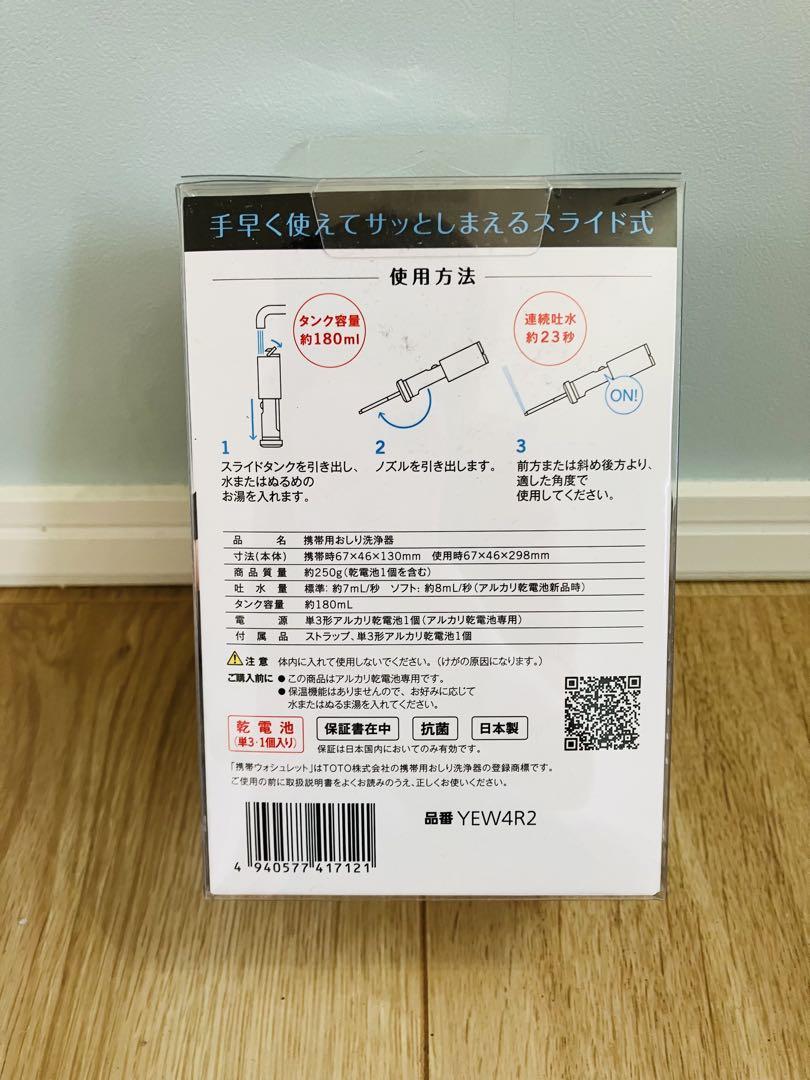 手早く使えてサッとしまえるスライド式
使用方法
タンク容量
約180ml
連続吐水
約23秒
ON!
1
スライドタンクを引き出し、
水またはぬるめの
お湯を入れます。
2
ノズルを引き出します。
3
前方または斜め後方より、
適した角度で
使用してください。
品名 携帯用おしり洗浄器
寸法(本体) 携帯時67×46×130mm 使用時67×46×298mm
商品質量 約250g(乾電池1個を含む)
吐水量 標準:約7mL/秒 ソフト:約8mL/秒(アルカリ乾電池新品時)
タンク容量 約180mL
電源 単3形アルカリ乾電池1個(アルカリ乾電池専用)
付属品 ストラップ、単3形アルカリ乾電池1個
注意 体内に入れて使用しないでください。(けがの原因になります。)
ご購入前に ●この商品はアルカリ乾電池専用です。
●保温機能はありませんので、お好みに応じて
水またはぬるま湯を入れてください。
乾電池
(単3・1個入り)
保証書在中
抗菌
日本製
保証は日本国内においてのみ有効です。
「携帯ウォシュレット」はTOTO株式会社の携帯用おしり洗浄器の登録商標です。
ご使用の前に取扱説明書をよくお読みのうえ、正しくお使いください。
品番 YEW4R2
4 940577 417121